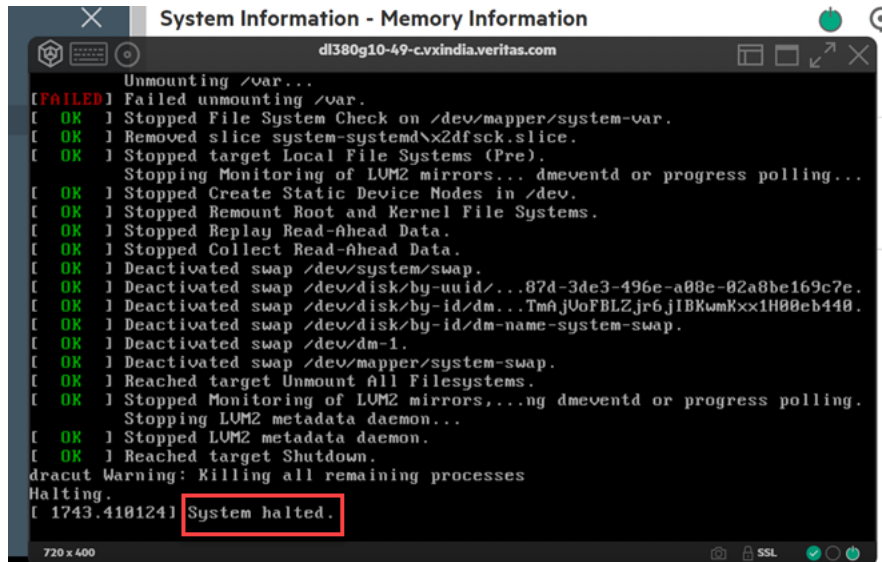 System Information - Memory Information
dl380g10-49-c.vxindia.veritas.com
Unmounting /var...
[FAILED] Failed unmounting /var.
[  OK  ] Stopped File System Check on /dev/mapper/system-var.
[  OK  ] Removed slice system-systemd\x2dfsck.slice.
[  OK  ] Stopped target Local File Systems (Pre).
Stopping Monitoring of LVM2 mirrors... dmeventd or progress polling...
[  OK  ] Stopped Create Static Device Nodes in /dev.
[  OK  ] Stopped Remount Root and Kernel File Systems.
[  OK  ] Stopped Replay Read-Ahead Data.
[  OK  ] Stopped Collect Read-Ahead Data.
[  OK  ] Deactivated swap /dev/system/swap.
[  OK  ] Deactivated swap /dev/disk/by-uuid/...87d-3de3-496e-a08e-02a8be169c7e.
[  OK  ] Deactivated swap /dev/disk/by-id/dm...TmAjVoFBLZjr6jIBKwmKxx1H00eb440.
[  OK  ] Deactivated swap /dev/disk/by-id/dm-name-system-swap.
[  OK  ] Deactivated swap /dev/dm-1.
[  OK  ] Deactivated swap /dev/mapper/system-swap.
[  OK  ] Reached target Unmount All Filesystems.
[  OK  ] Stopped Monitoring of LVM2 mirrors,...ng dmeventd or progress polling.
Stopping LVM2 metadata daemon...
[  OK  ] Stopped LVM2 metadata daemon.
[  OK  ] Reached target Shutdown.
dracut Warning: Killing all remaining processes
Halting.
[ 1743.410124] System halted.
720 x 400
SSL